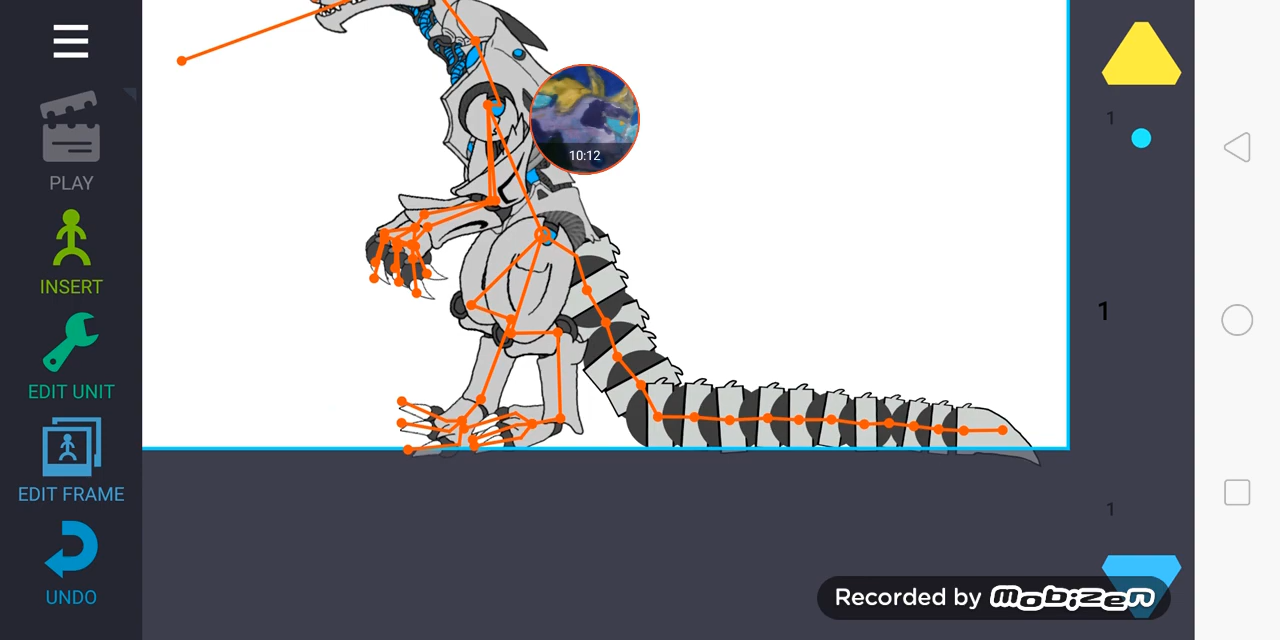 PLAY
INSERT
EDIT UNIT
EDIT FRAME
UNDO
10:12
1
1
1
Recorded by mobizen